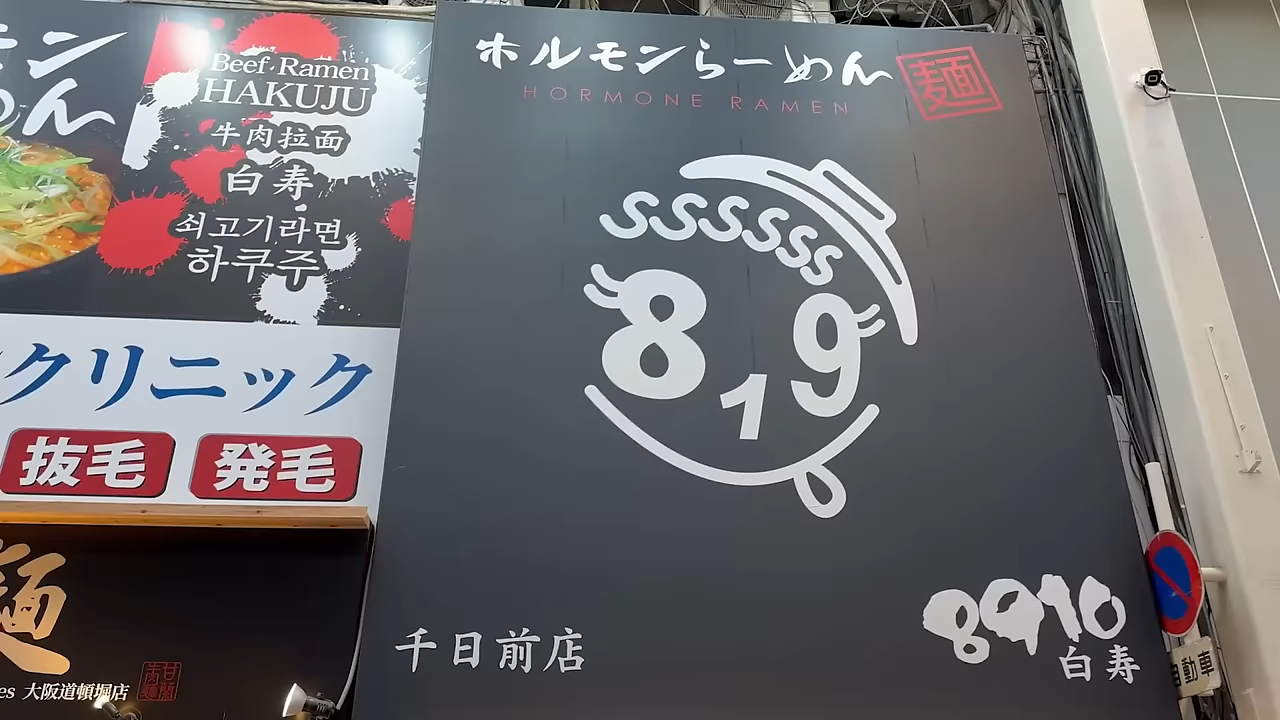 ホルモンらーめん
HORMONE RAMEN
麺
ssssss
8 1 9
千日前店
8910
白寿
Beef Ramen
HAKUJU
牛肉拉面
白寿
쇠고기라면
하쿠주
クリニック
抜毛
発毛
麺
大阪道頓堀店
動車